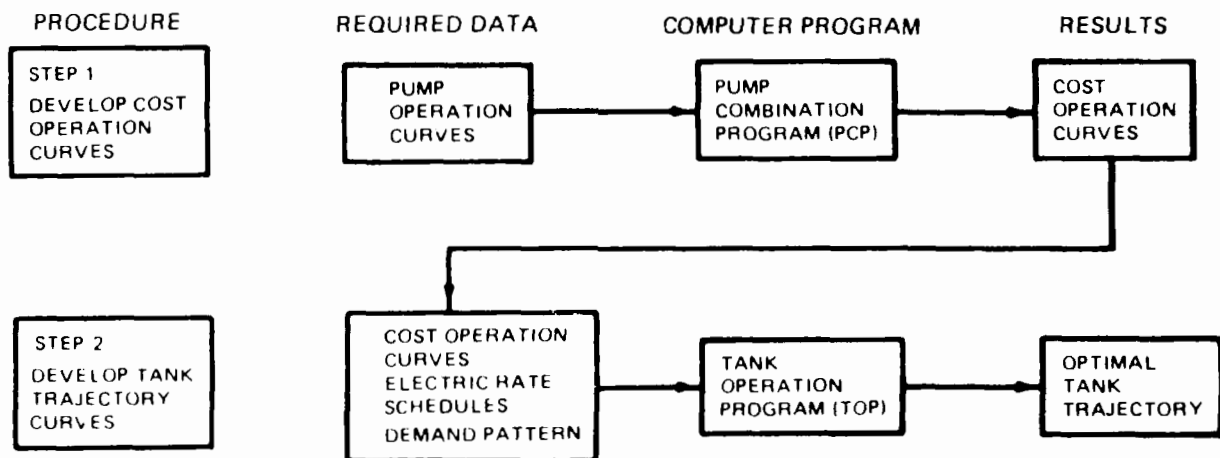 PROCEDURE
REQUIRED DATA
COMPUTER PROGRAM
RESULTS
STEP 1
DEVELOP COST
OPERATION
CURVES
PUMP
OPERATION
CURVES
PUMP
COMBINATION
PROGRAM (PCP)
COST
OPERATION
CURVES
STEP 2
DEVELOP TANK
TRAJECTORY
CURVES
COST OPERATION
CURVES
ELECTRIC RATE
SCHEDULES
DEMAND PATTERN
TANK
OPERATION
PROGRAM (TOP)
OPTIMAL
TANK
TRAJECTORY